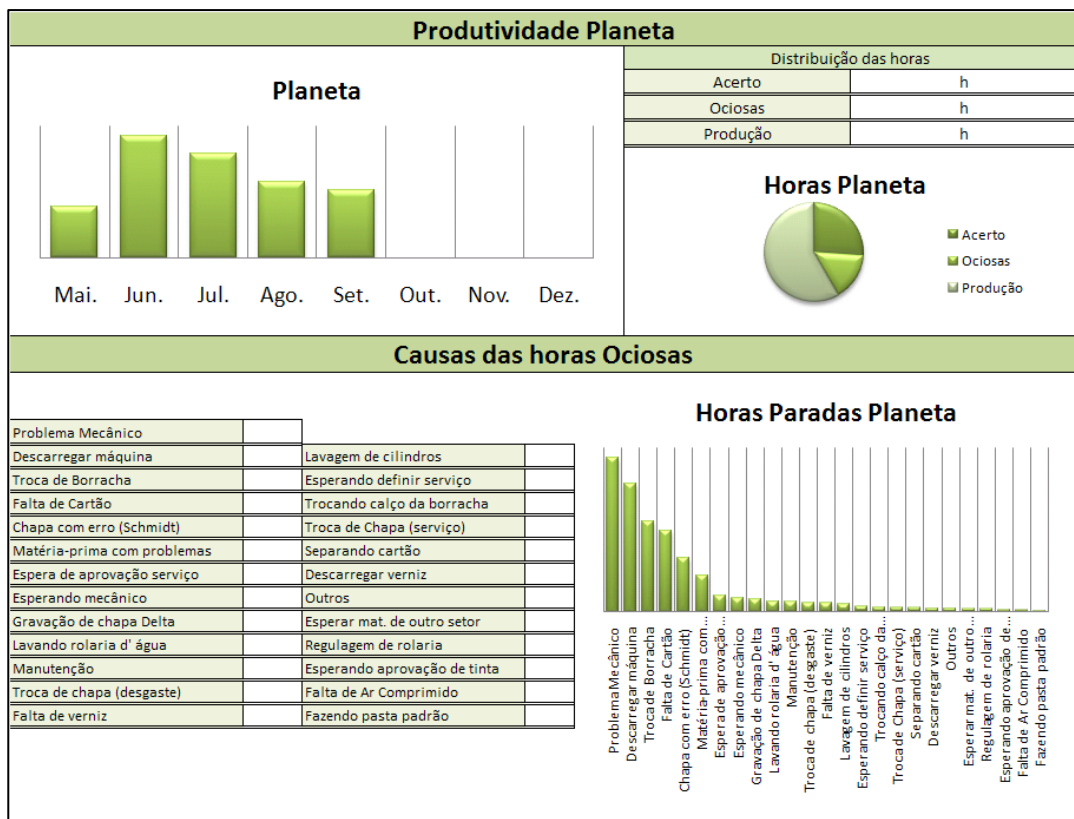 Produtividade Planeta
Planeta
Mai. Jun. Jul. Ago. Set. Out. Nov. Dez.
Distribuição das horas
Acerto h
Ociosas h
Produção h
Horas Planeta
Acerto
Ociosas
Produção
Causas das horas Ociosas
Problema Mecânico
Descarregar máquina Lavagem de cilindros
Troca de Borracha Esperando definir serviço
Falta de Cartão Trocando calço da borracha
Chapa com erro (Schmidt) Troca de Chapa (serviço)
Matéria-prima com problemas Separando cartão
Espera de aprovação serviço Descarregar verniz
Esperando mecânico Outros
Gravação de chapa Delta Esperar mat. de outro setor
Lavando rolaria d' água Regulagem de rolaria
Manutenção Esperando aprovação de tinta
Troca de chapa (desgaste) Falta de Ar Comprimido
Falta de verniz Fazendo pasta padrão
Horas Paradas Planeta
Problema Mecânico
Descarregar máquina
Troca de Borracha
Falta de Cartão
Chapa com erro (Schmidt)
Matéria-prima com...
Espera de aprovação...
Esperando mecânico
Gravação de chapa Delta
Lavando rolaria d' água
Manutenção
Troca de chapa (desgaste)
Falta de verniz
Lavagem de cilindros
Esperando definir serviço
Trocando calço da...
Troca de Chapa (serviço)
Separando cartão
Descarregar verniz
Outros
Esperar mat. de outro...
Regulagem de rolaria
Esperando aprovação de...
Falta de Ar Comprimido
Fazendo pasta padrão